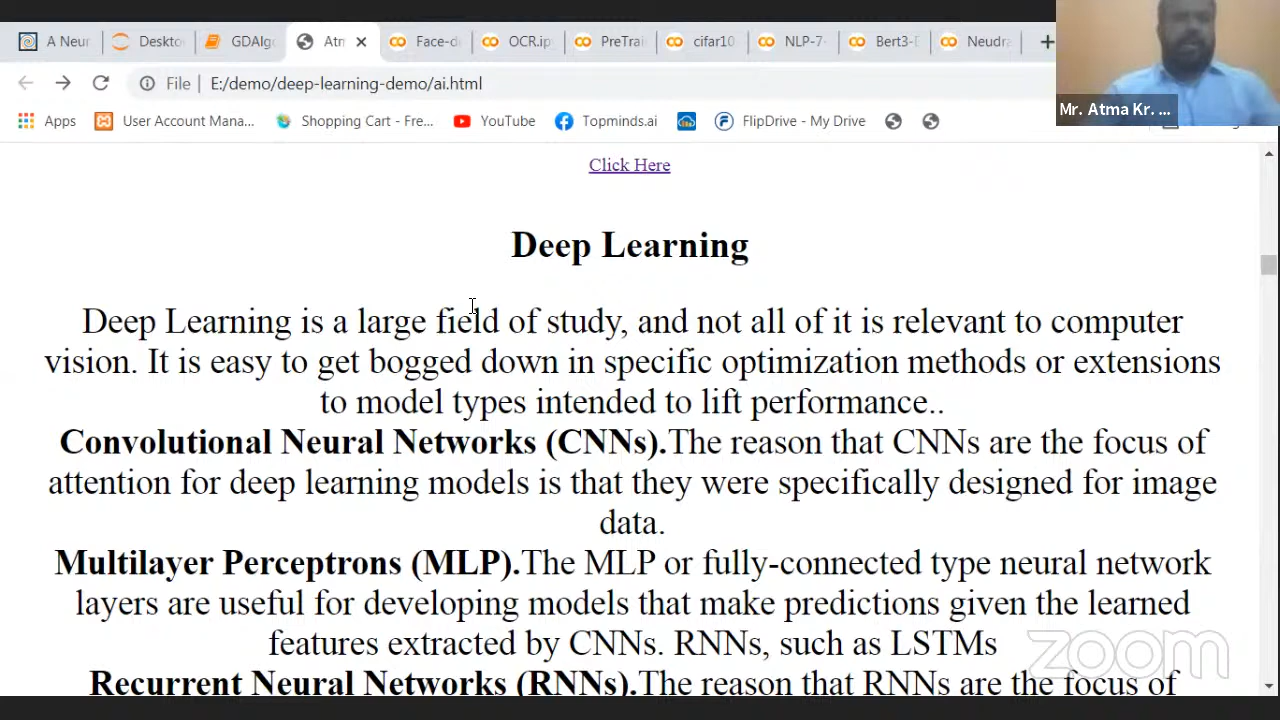 A Neur
Deskto
GDAlgo
Atm
Face-d
OCR.ip
PreTrai
cifar10
NLP-7
Bert3-D
Neudra
File | E:/demo/deep-learning-demo/ai.html
Mr. Atma Kr. ...
Apps
User Account Mana...
Shopping Cart - Fre...
YouTube
Topminds.ai
FlipDrive - My Drive
Click Here
Deep Learning
Deep Learning is a large field of study, and not all of it is relevant to computer
vision. It is easy to get bogged down in specific optimization methods or extensions
to model types intended to lift performance..
Convolutional Neural Networks (CNNs).The reason that CNNs are the focus of
attention for deep learning models is that they were specifically designed for image
data.
Multilayer Perceptrons (MLP).The MLP or fully-connected type neural network
layers are useful for developing models that make predictions given the learned
features extracted by CNNs. RNNs, such as LSTMs
zoom
Recurrent Neural Networks (RNNs).The reason that RNNs are the focus of